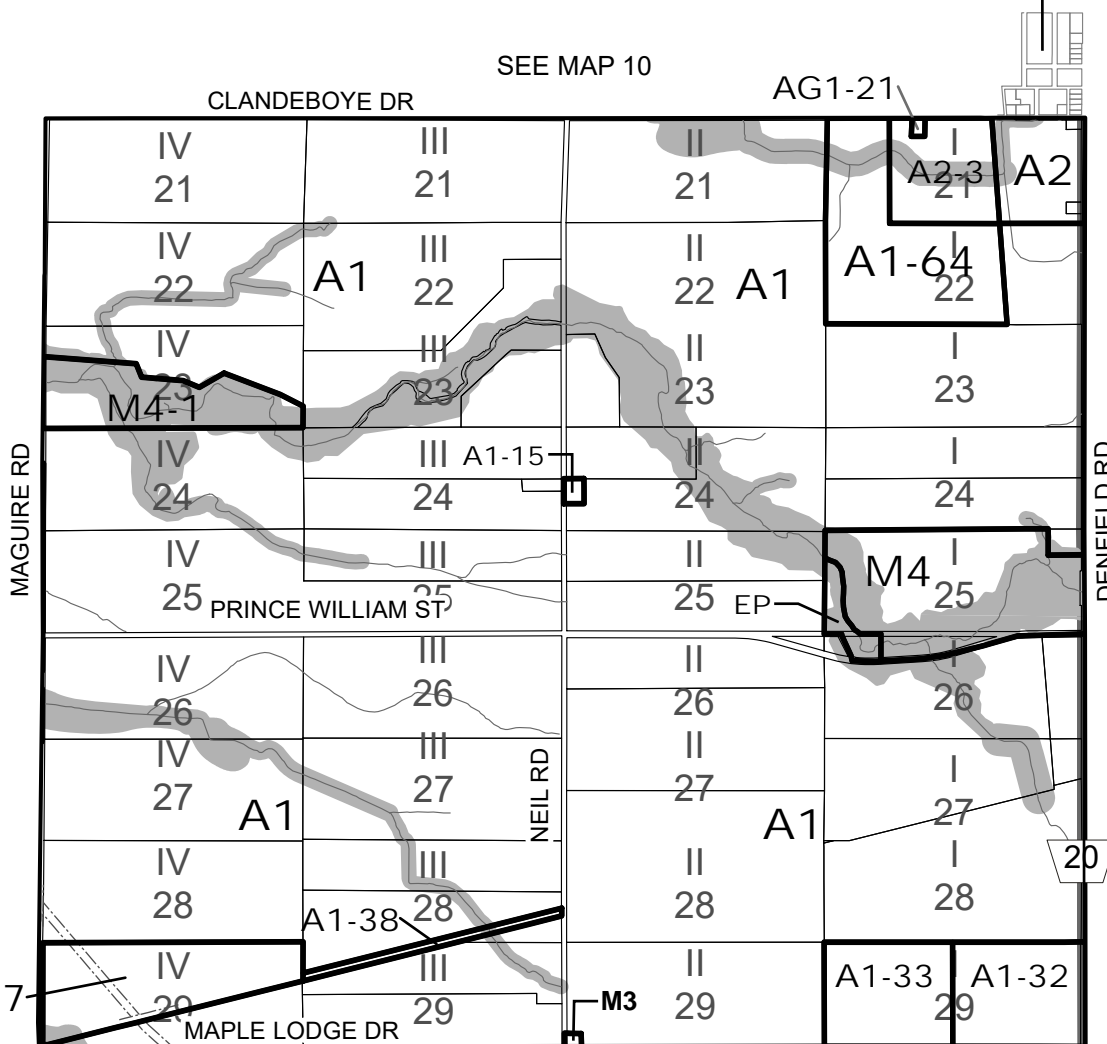 SEE MAP 10
CLANDEBOYE DR
AG1-21
IV
21
III
21
II
21
I
21
A2-3
A2
IV
22
A1
III
22
II
22
A1
A1-64
I
22
IV
23
M4-1
III
23
II
23
I
23
MAGUIRE RD
IV
24
III
24
A1-15
II
24
I
24
DENFIELD RD
IV
25
III
25
II
25
M4
I
25
PRINCE WILLIAM ST
EP
IV
26
III
26
II
26
I
26
IV
27
III
27
NEIL RD
II
27
I
27
A1
A1
20
IV
28
III
28
II
28
I
28
A1-38
7
IV
29
III
29
II
29
A1-33
A1-32
29
M3
MAPLE LODGE DR